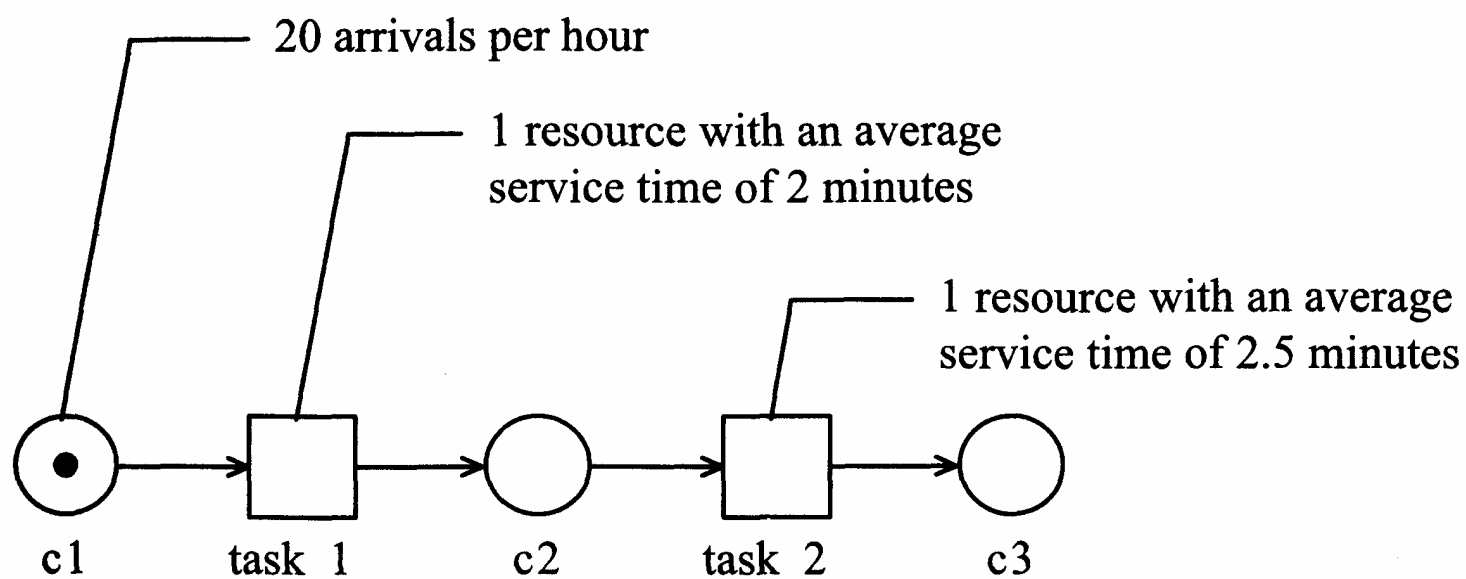 20 arrivals per hour
1 resource with an average
service time of 2 minutes
1 resource with an average
service time of 2.5 minutes
c1
task 1
c2
task 2
c3